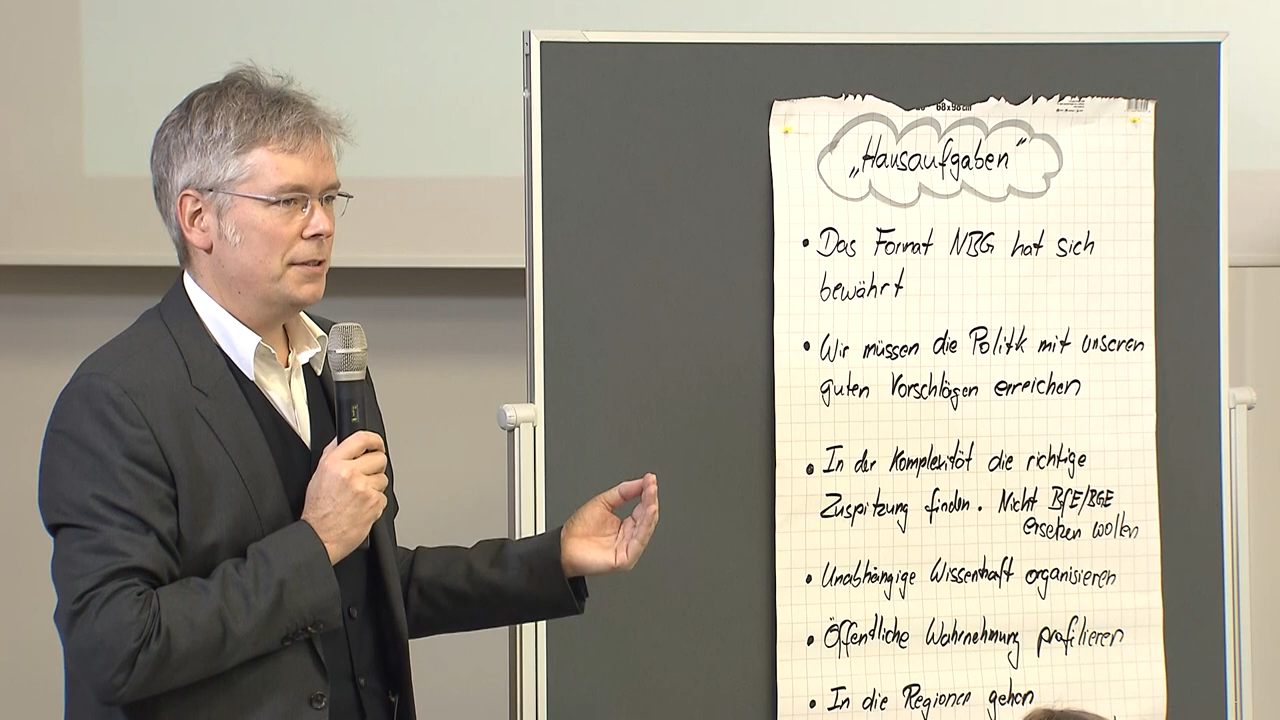 68x98cm
„Hausaufgaben"
• Das Format NBG hat sich
bewährt
• Wir müssen die Politik mit unseren
guten Vorschlägen erreichen
• In der Komplexität die richtige
Zuspitzung finden. Nicht BfE/BGE
ersetzen wollen
• Unabhängige Wissenhaft organisieren
• Öffentliche Wahrnehmung profilieren
• In die Regionen gehen